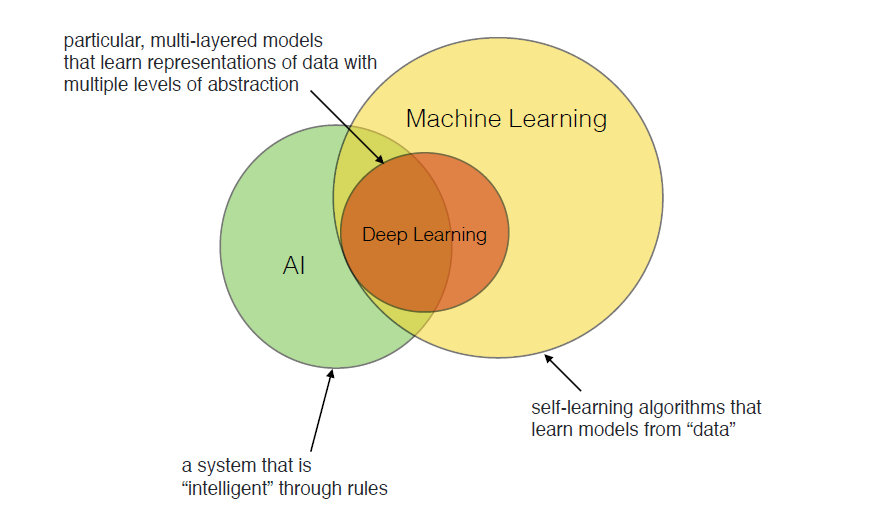 particular, multi-layered models
that learn representations of data with
multiple levels of abstraction
Machine Learning
Deep Learning
AI
self-learning algorithms that
learn models from “data”
a system that is
“intelligent” through rules